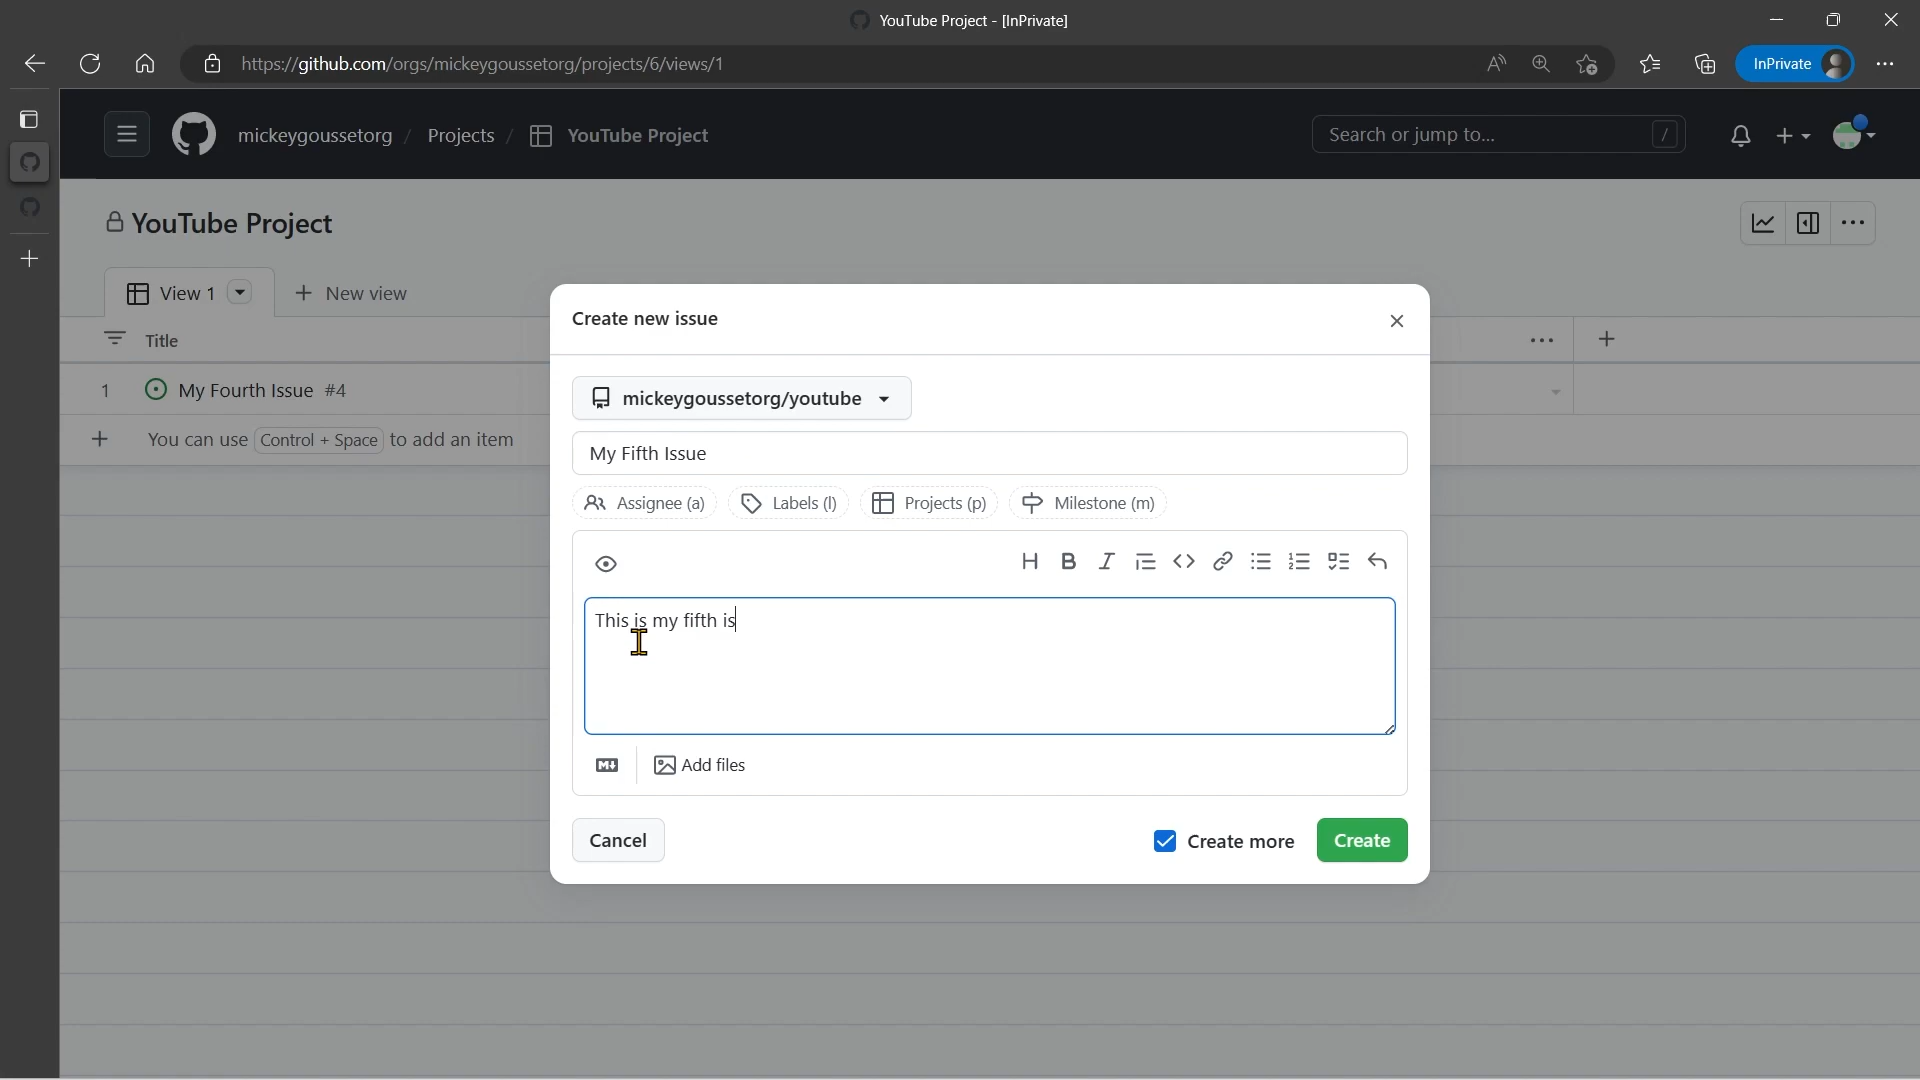 YouTube Project - [InPrivate]
https://github.com/orgs/mickeygoussetorg/projects/6/views/1
InPrivate
mickeygoussetorg / Projects / YouTube Project
Search or jump to... /
YouTube Project
View 1 New view
Title
1 My Fourth Issue #4
You can use Control + Space to add an item
Create new issue
mickeygoussetorg/youtube
My Fifth Issue
Assignee (a) Labels (l) Projects (p) Milestone (m)
This is my fifth is
Add files
Cancel Create more Create